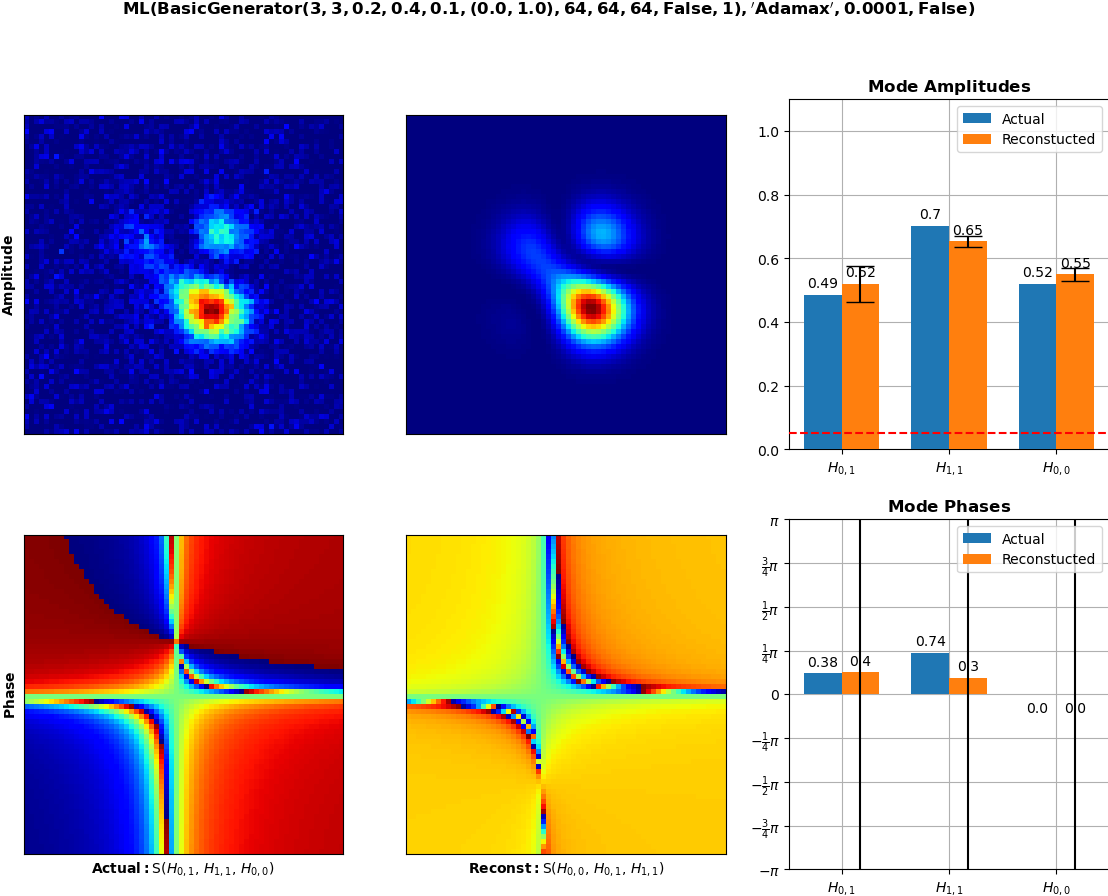 ML(BasicGenerator(3, 3, 0.2, 0.4, 0.1, (0.0, 1.0), 64, 64, 64, False, 1), ′Adamax′, 0.0001, False)
Amplitude
Mode Amplitudes
Actual
Reconstucted
1.0
0.8
0.6
0.4
0.2
0.0
0.49
0.52
0.7
0.65
0.52
0.55
H0,1
H1,1
H0,0
Phase
Actual: S(H0,1, H1,1, H0,0)
Reconst: S(H0,0, H0,1, H1,1)
Mode Phases
Actual
Reconstucted
π
3/4π
1/2π
1/4π
0
−1/4π
−1/2π
−3/4π
−π
0.38
0.4
0.74
0.3
0.0
0.0
H0,1
H1,1
H0,0